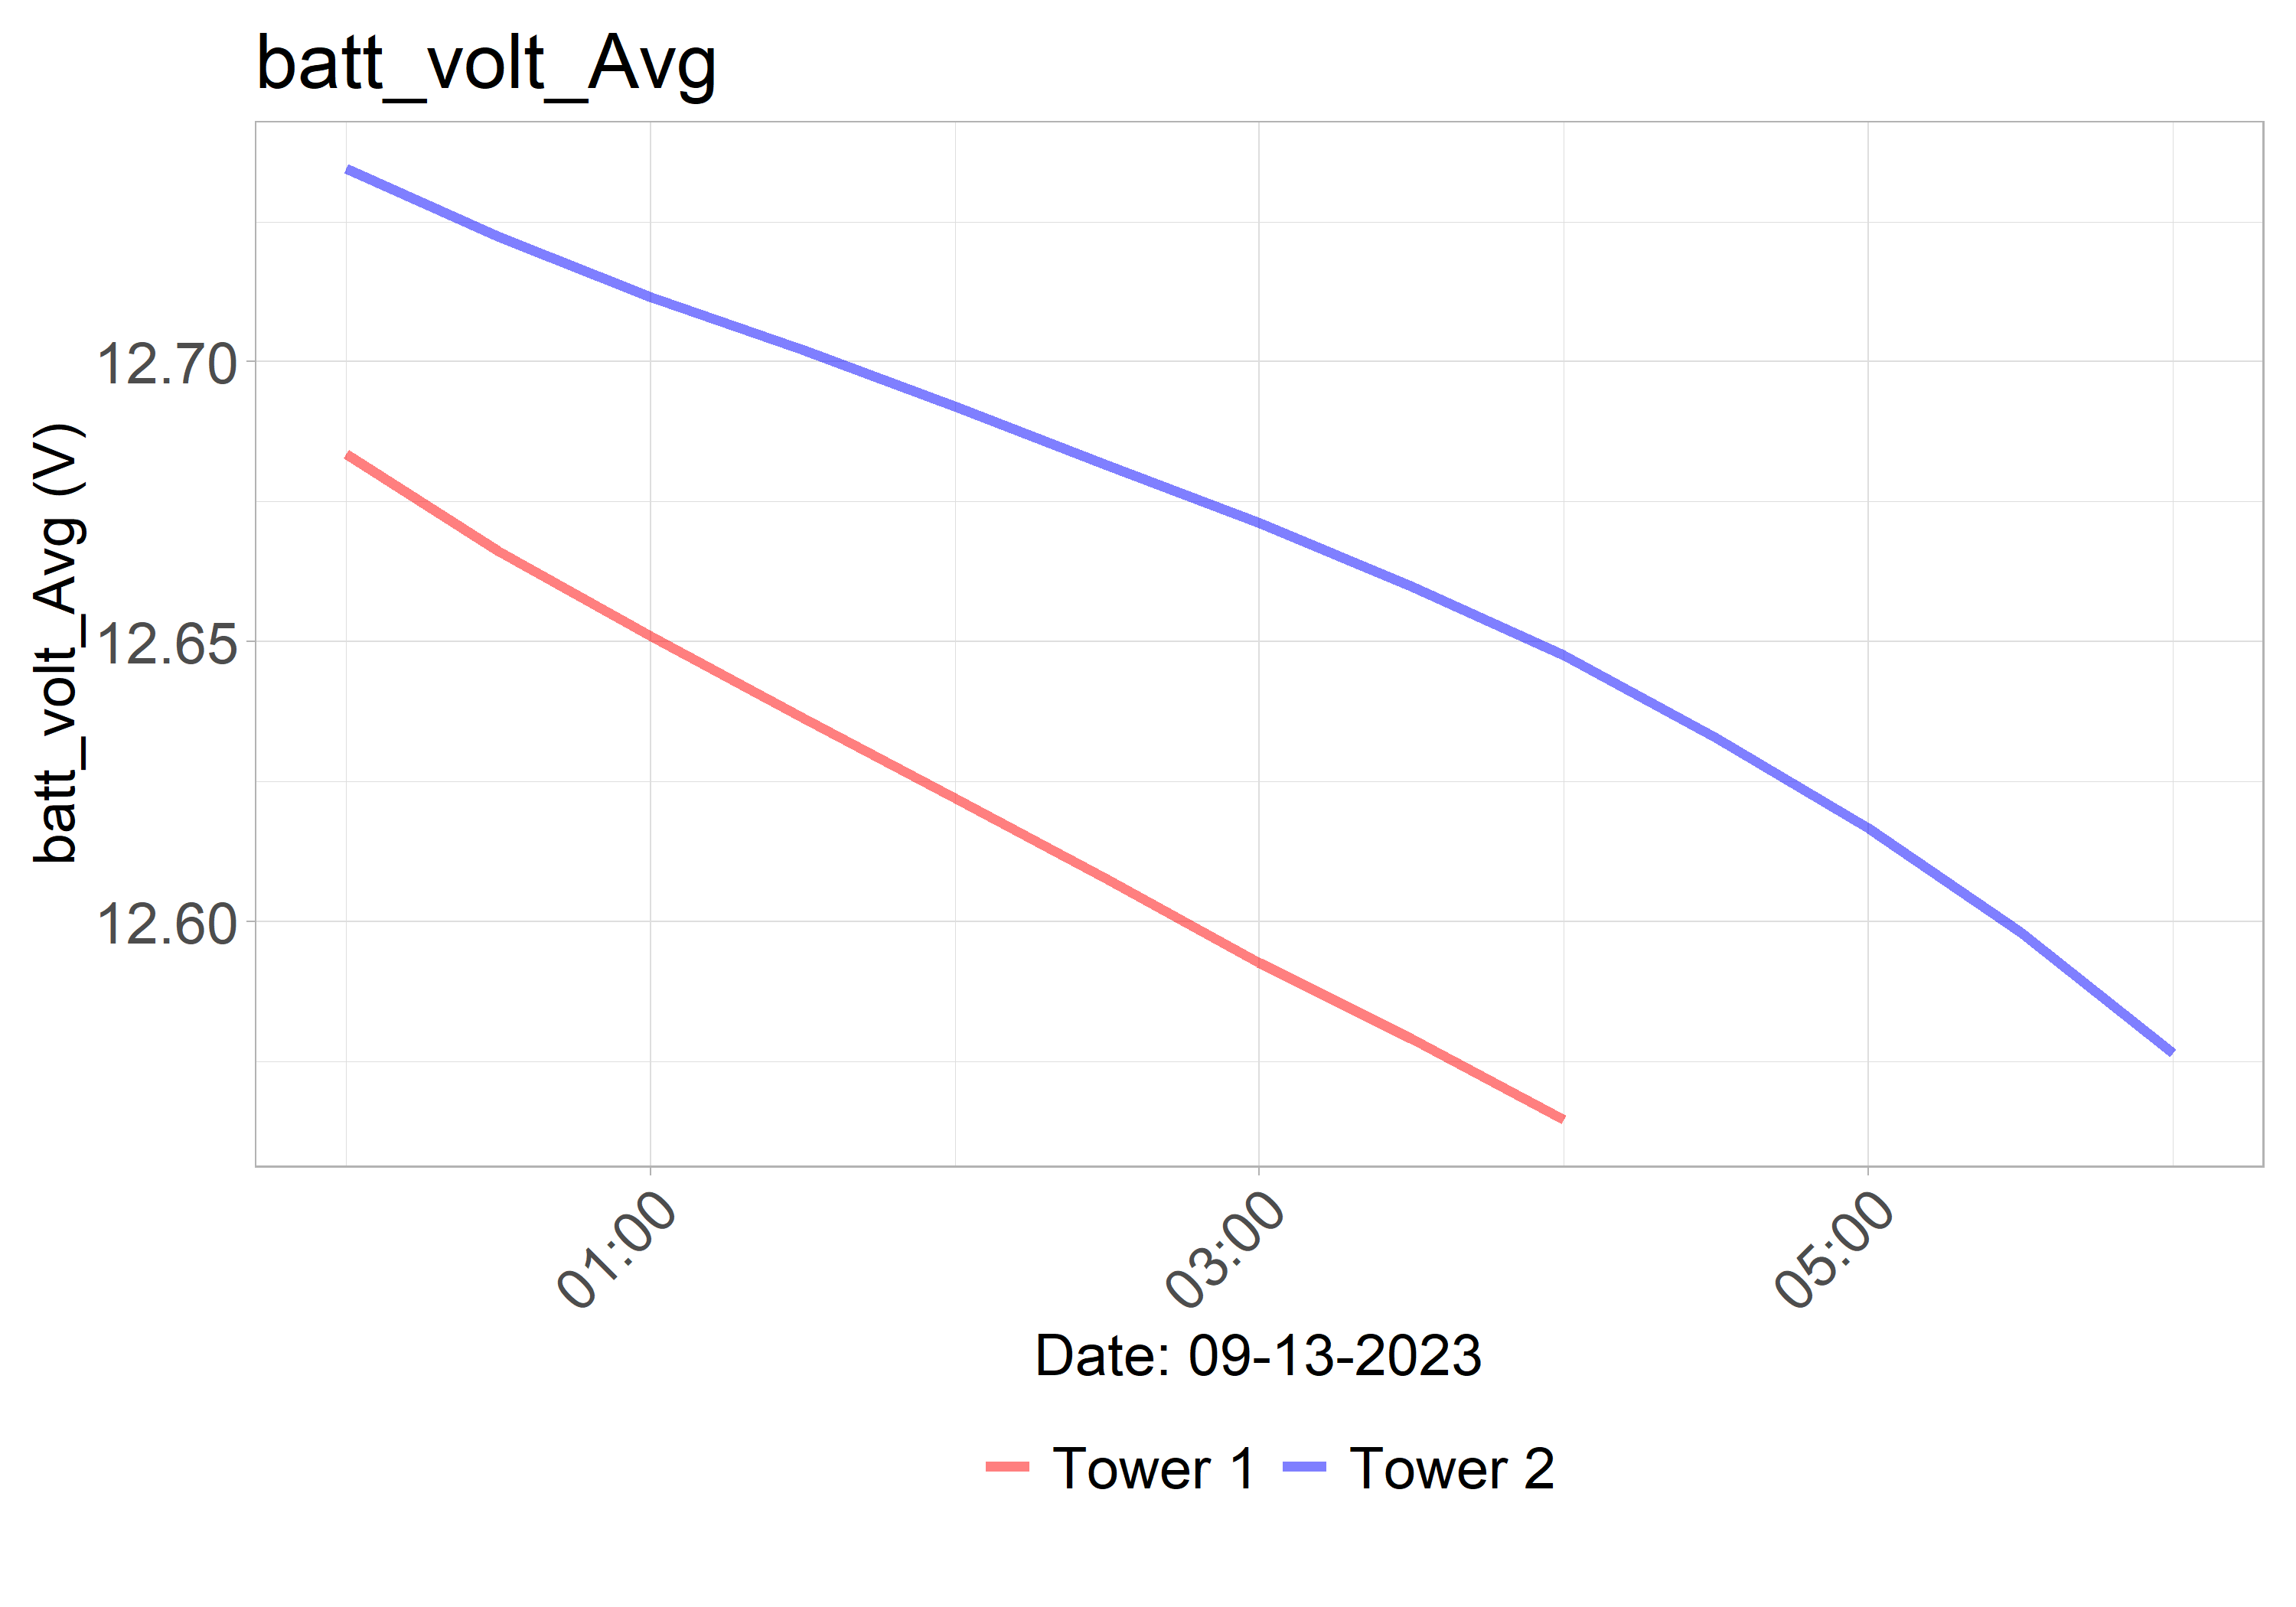 batt_volt_Avg
batt_volt_Avg (V)
12.70
12.65
12.60
01:00
03:00
05:00
Date: 09-13-2023
Tower 1
Tower 2